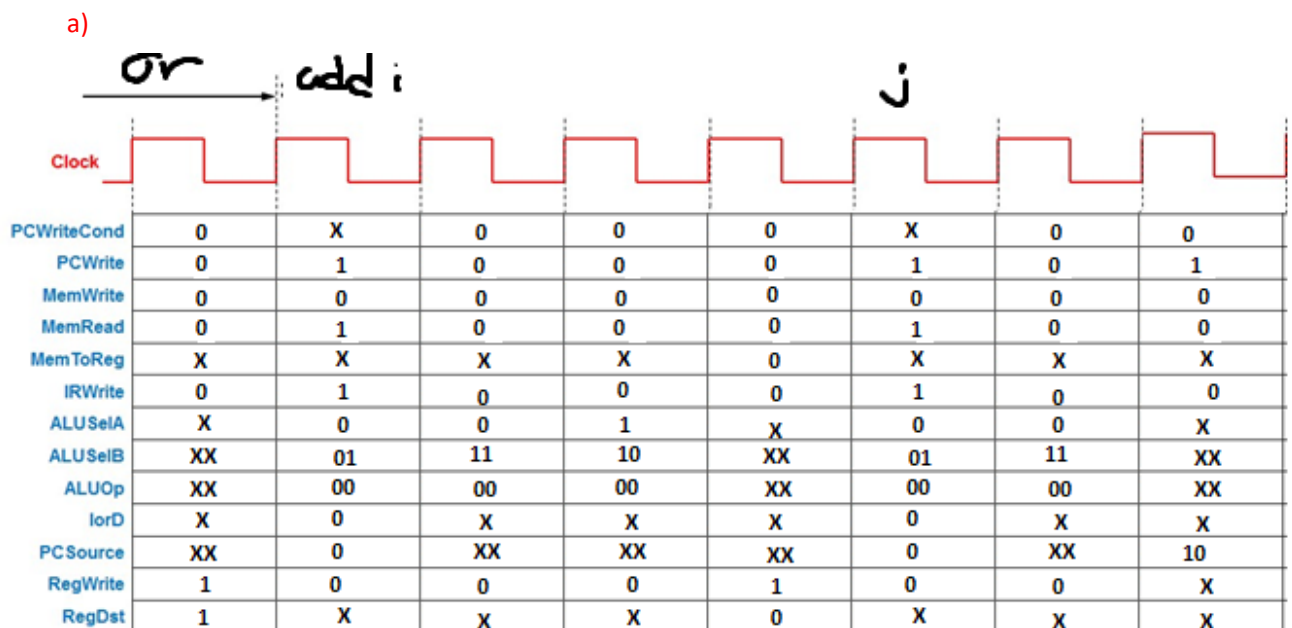 a)
or addi j
Clock
PCWriteCond 0 X 0 0 0 X 0 0
PCWrite 0 1 0 0 0 1 0 1
MemWrite 0 0 0 0 0 0 0 0
MemRead 0 1 0 0 0 1 0 0
MemToReg X X X X 0 X X X
IRWrite 0 1 0 0 0 1 0 0
ALUSelA X 0 0 1 X 0 0 X
ALUSelB XX 01 11 10 XX 01 11 XX
ALUOp XX 00 00 00 XX 00 00 XX
IorD X 0 X X X 0 X X
PCSource XX 0 XX XX XX 0 XX 10
RegWrite 1 0 0 0 1 0 0 X
RegDst 1 X X X 0 X X X